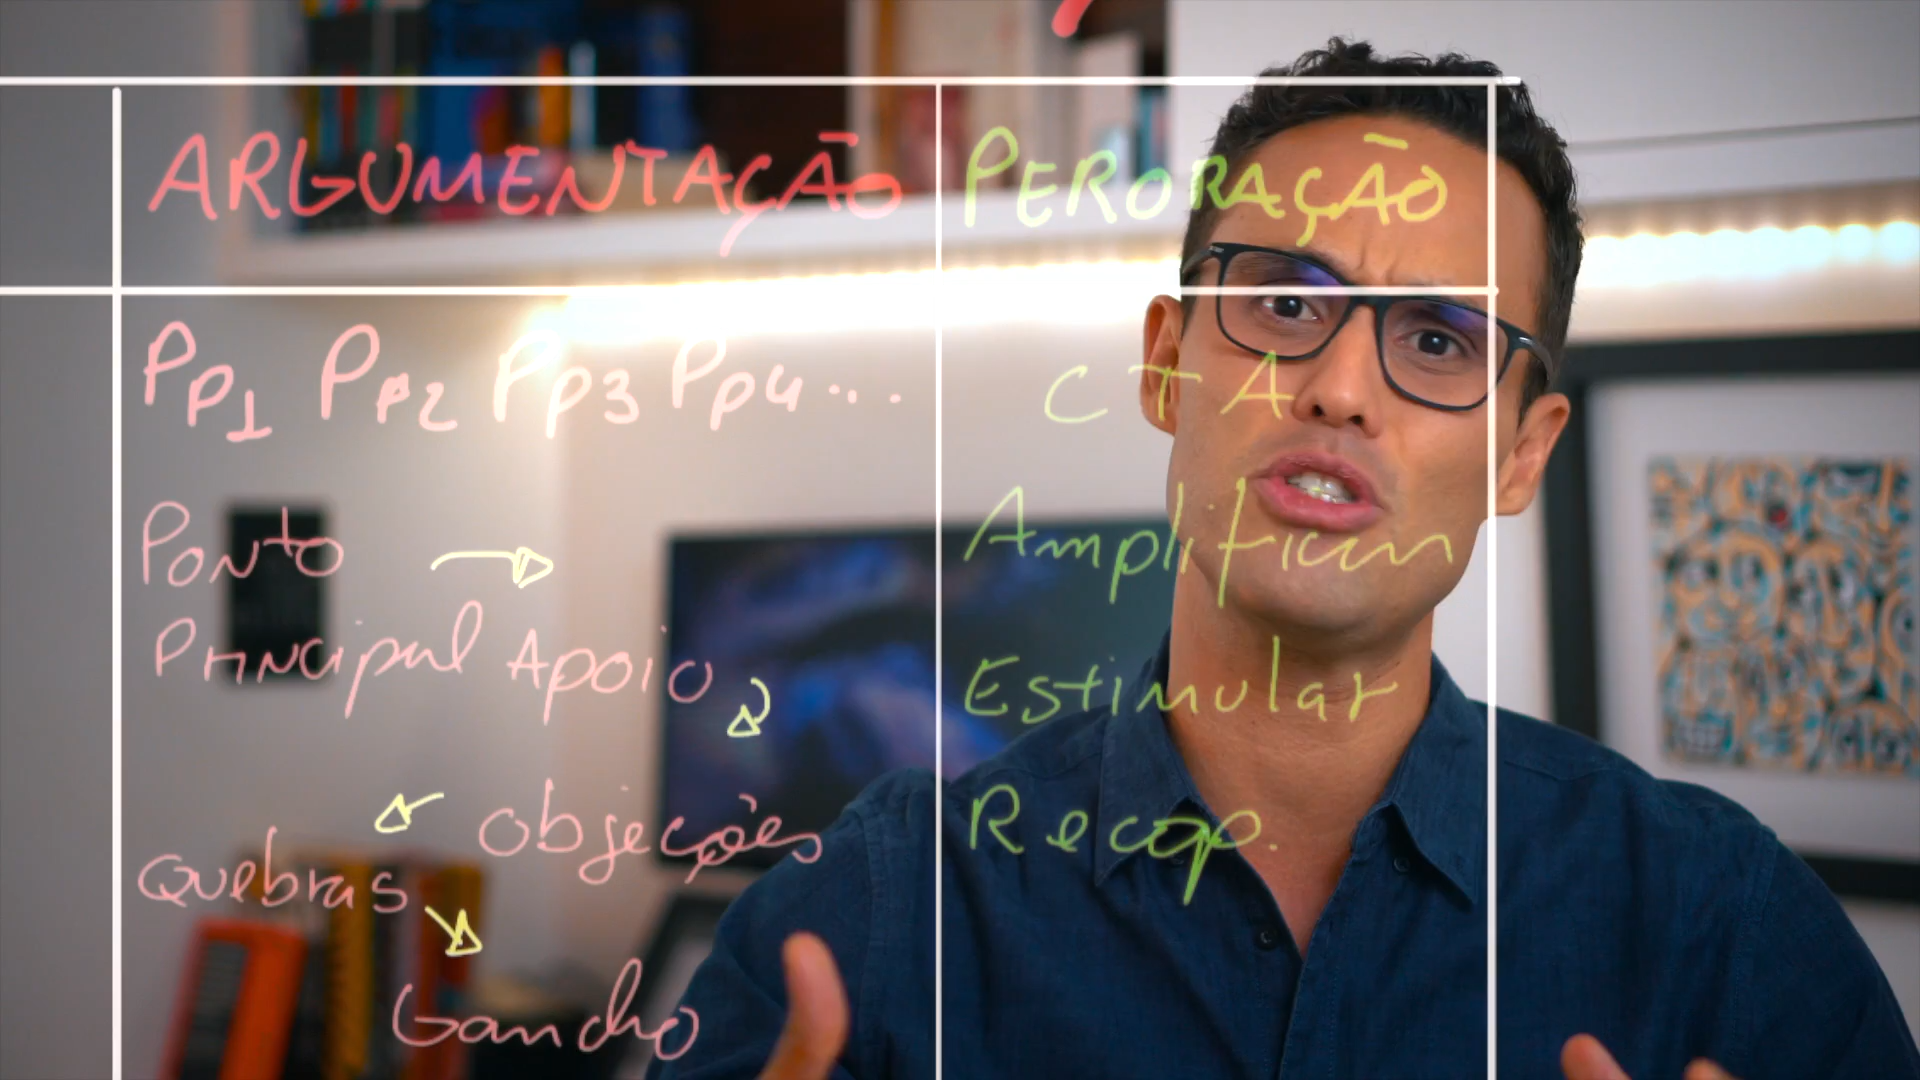 ARGUMENTAÇÃO
Pp1 Pp2 Pp3 Pp4...
Ponto
Principal Apoio
objeções
quebras
Gancho
PERORAÇÃO
CTA
Amplificar
Estimular
Recap.